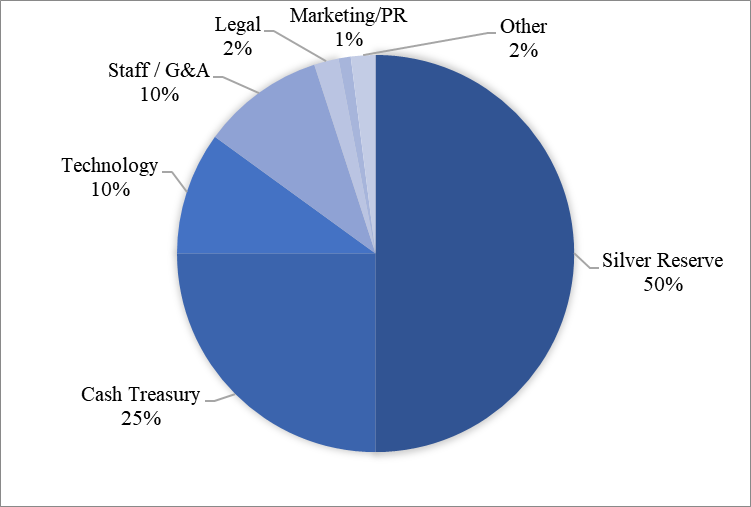 Marketing/PR
1%
Legal
2%
Other
2%
Staff / G&A
10%
Technology
10%
Silver Reserve
50%
Cash Treasury
25%